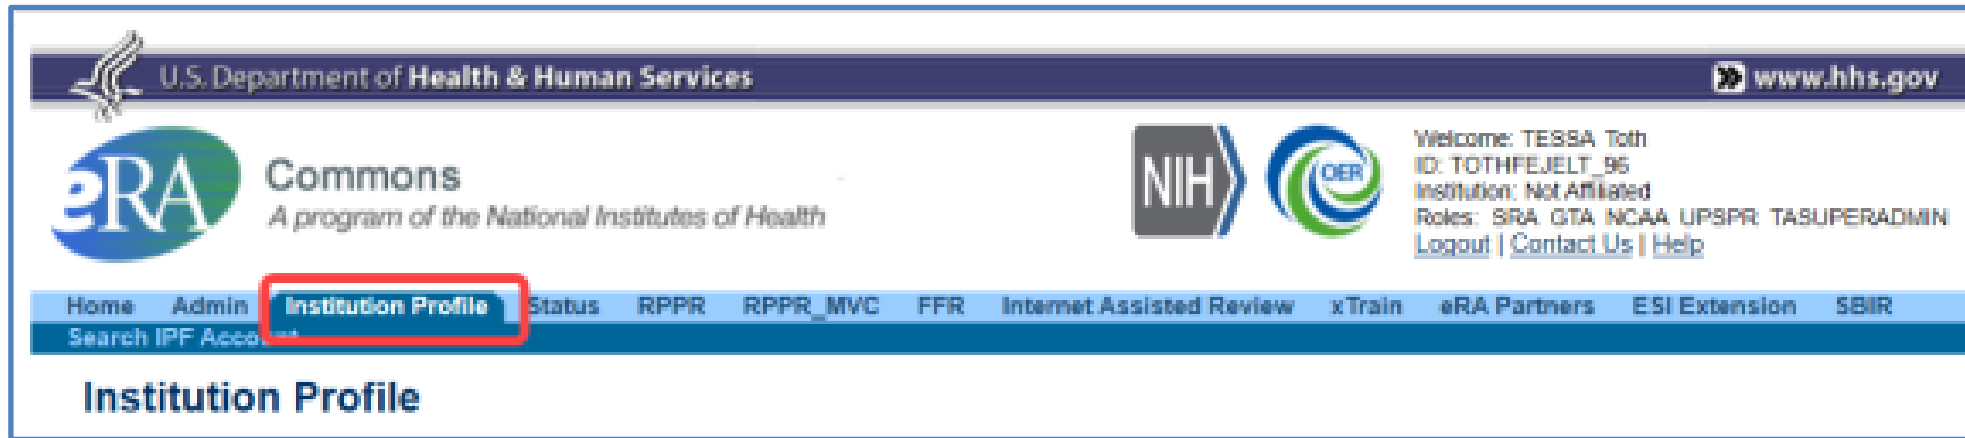 U.S. Department of Health & Human Services
www.hhs.gov
eRA
Commons
A program of the National Institutes of Health
NIH
OER
Welcome: TESSA Toth
ID: TOTHFEJELT_96
Institution: Not Affiliated
Roles: SRA GTA NCAA UPSPR TASUPERADMIN
Logout | Contact Us | Help
Home Admin Institution Profile Status RPPR RPPR_MVC FFR Internet Assisted Review xTrain eRA Partners ESI Extension SBIR
Search IPF Account
Institution Profile